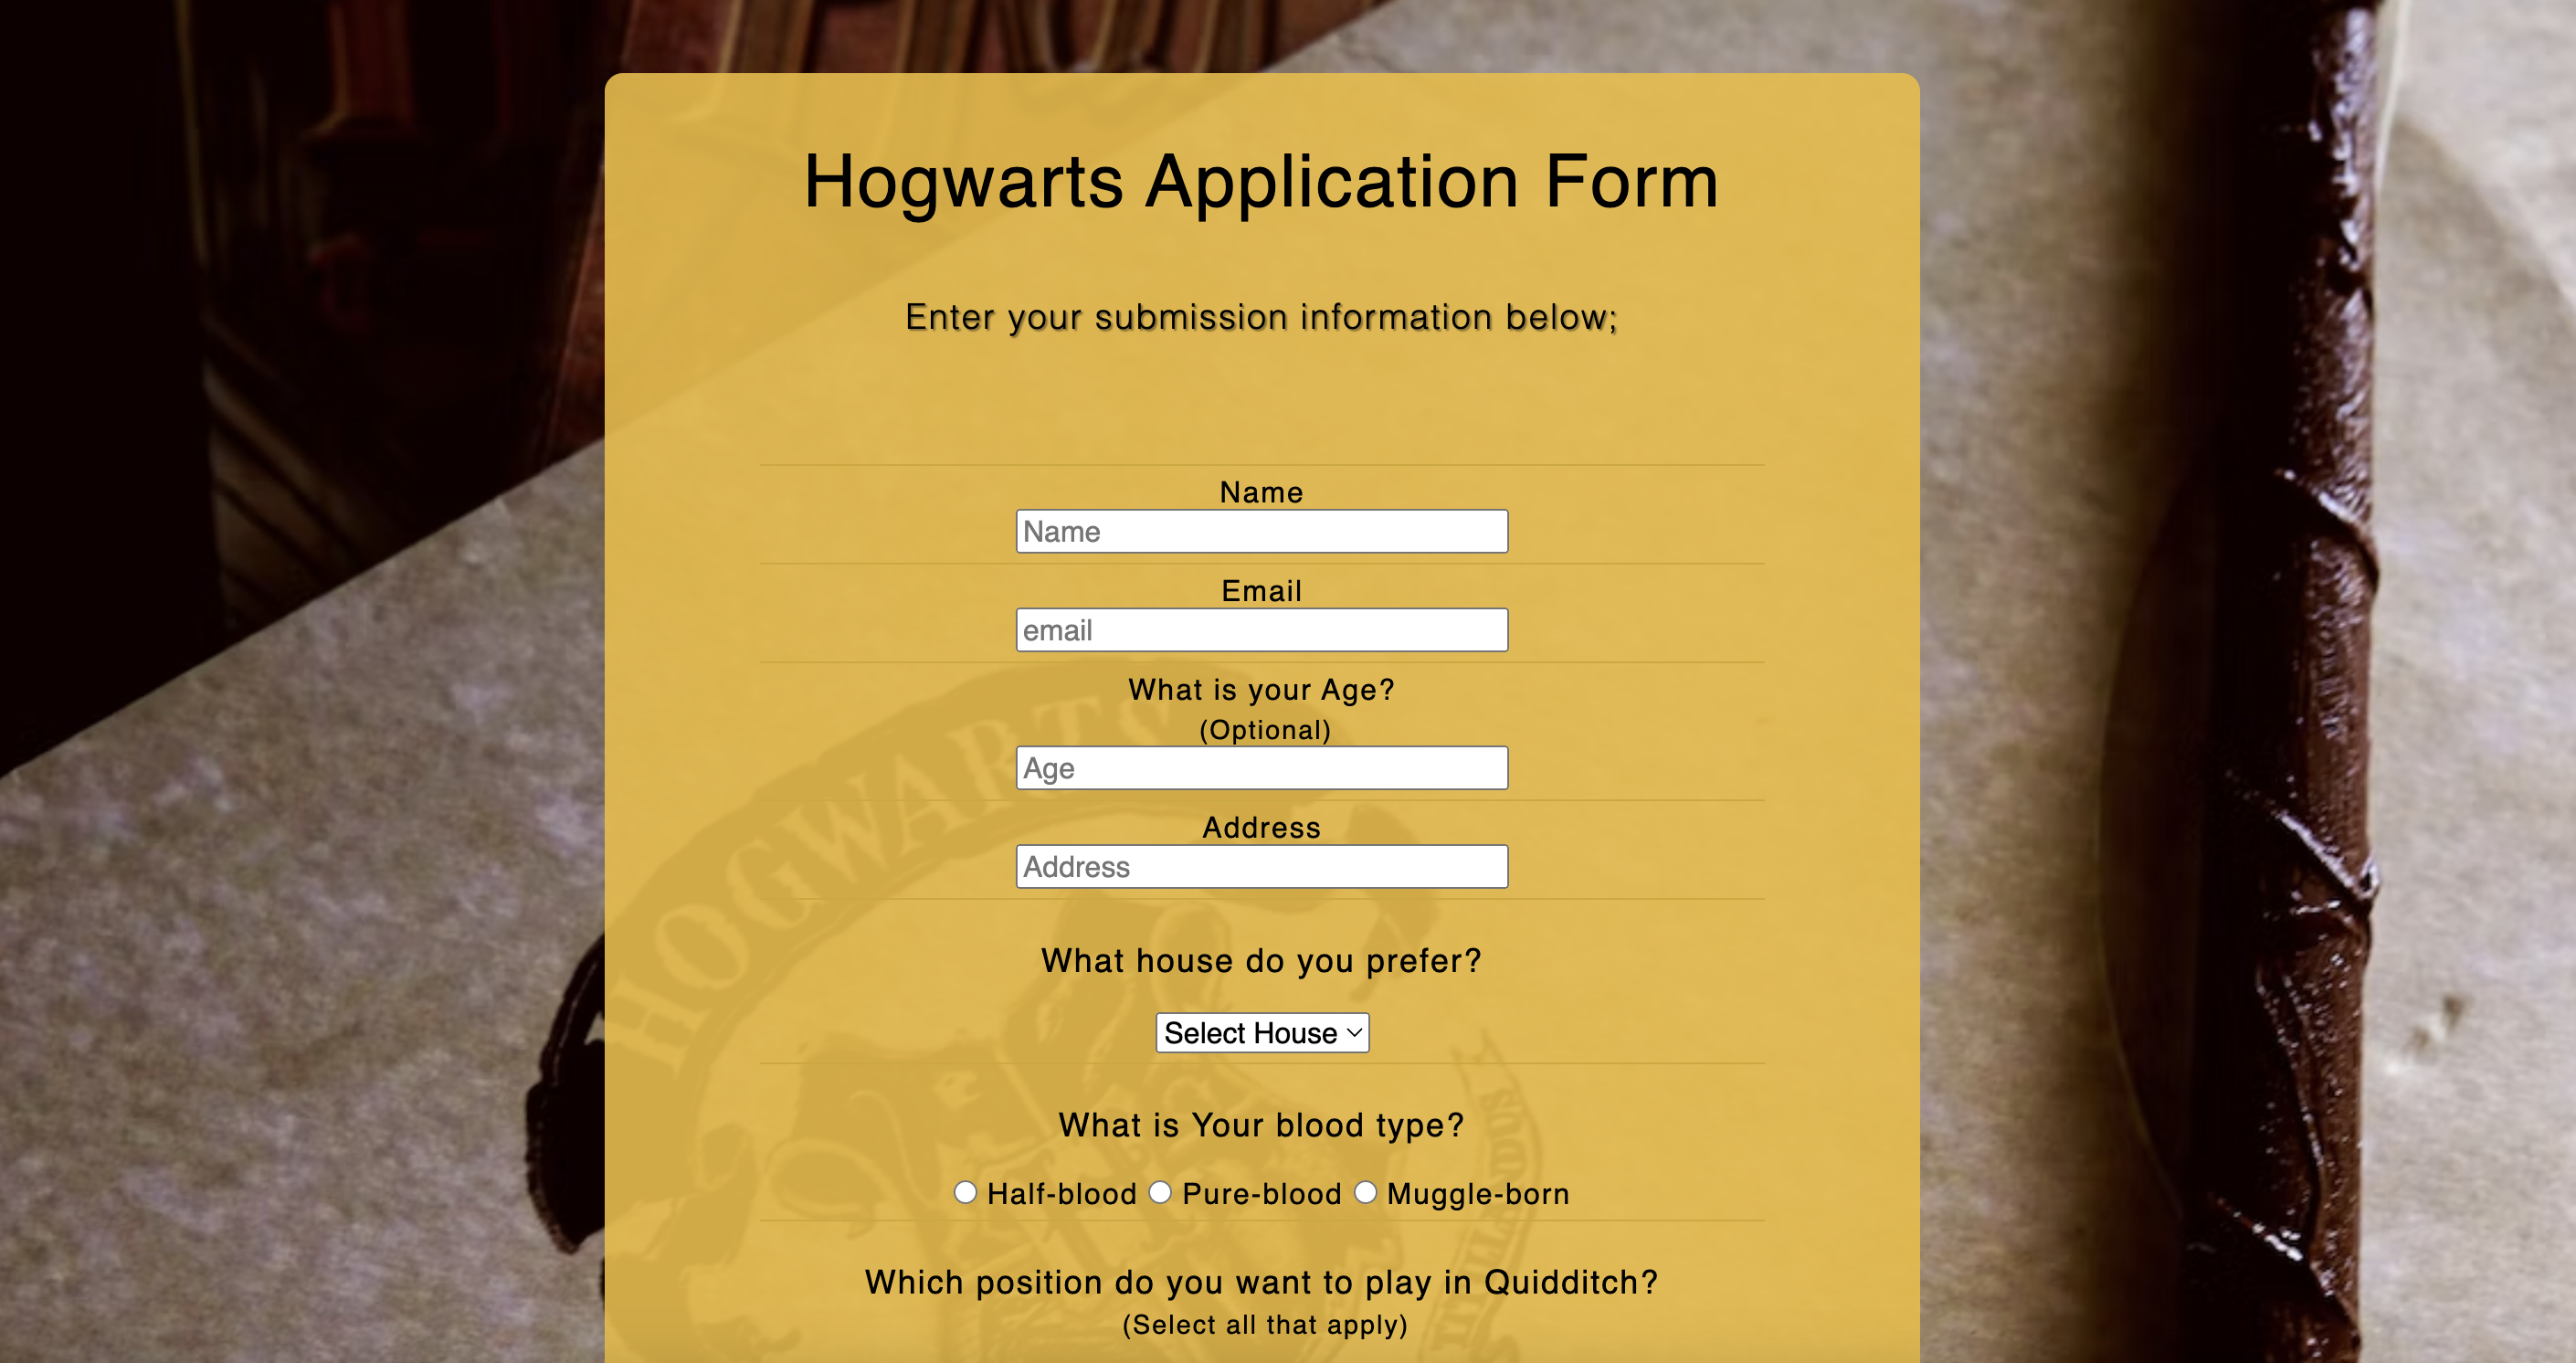 Hogwarts Application Form
Enter your submission information below;
Name
Name
Email
email
What is your Age?
(Optional)
Age
Address
Address
HOGWARTS
What house do you prefer?
Select House
What is Your blood type?
Half-blood Pure-blood Muggle-born
Which position do you want to play in Quidditch?
(Select all that apply)